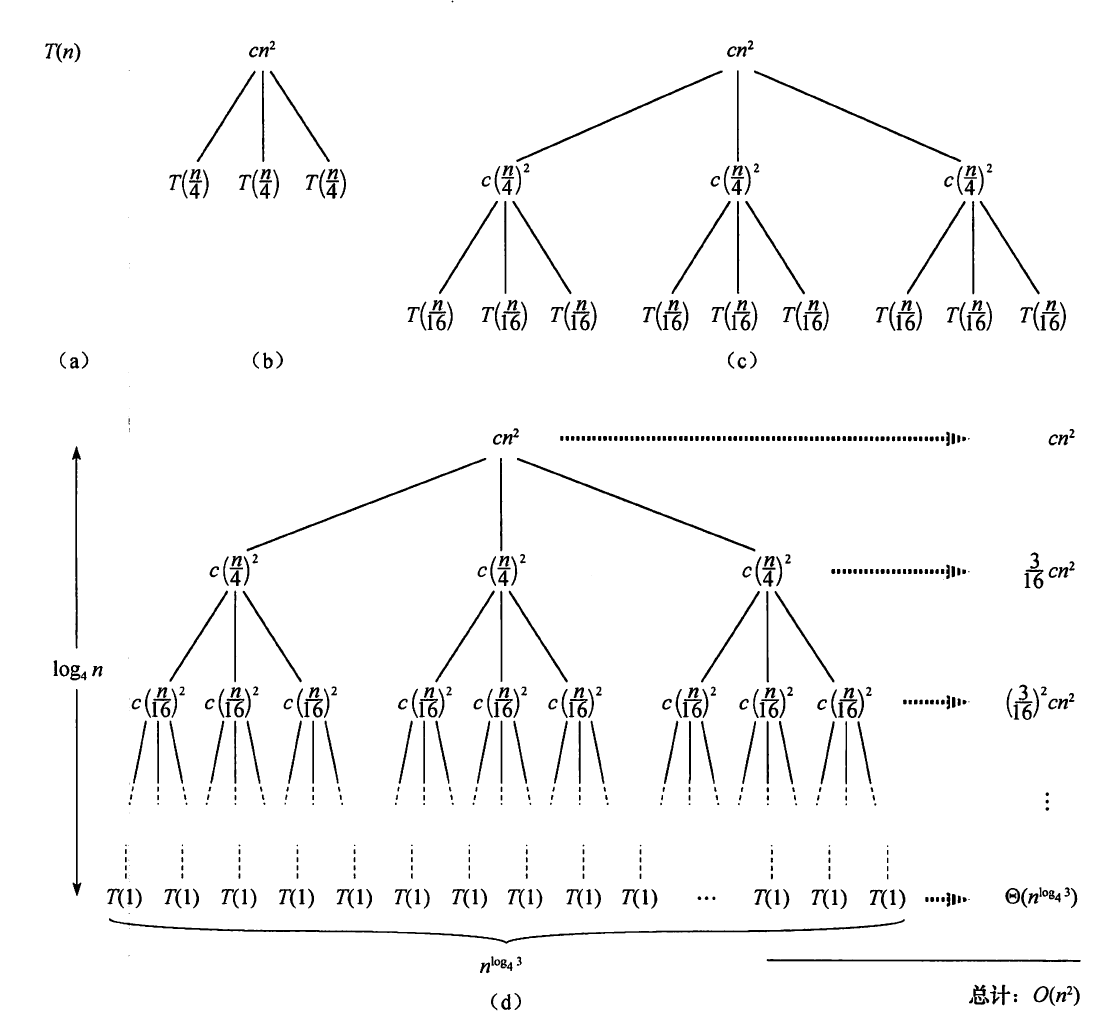 T(n) cn² cn²
T(n/4) T(n/4) T(n/4) c(n/4)² c(n/4)² c(n/4)²
T(n/16) T(n/16) T(n/16) T(n/16) T(n/16) T(n/16) T(n/16) T(n/16) T(n/16)
（a） （b） （c）
cn² cn²
c(n/4)² c(n/4)² c(n/4)² 3/16 cn²
log₄ n
c(n/16)² c(n/16)² c(n/16)² c(n/16)² c(n/16)² c(n/16)² c(n/16)² c(n/16)² c(n/16)² (3/16)² cn²
⋮
T(1) T(1) T(1) T(1) T(1) T(1) T(1) T(1) T(1) T(1) … T(1) T(1) T(1) Θ(n^(log₄ 3))
n^(log₄ 3)
（d）
总计：O(n²)